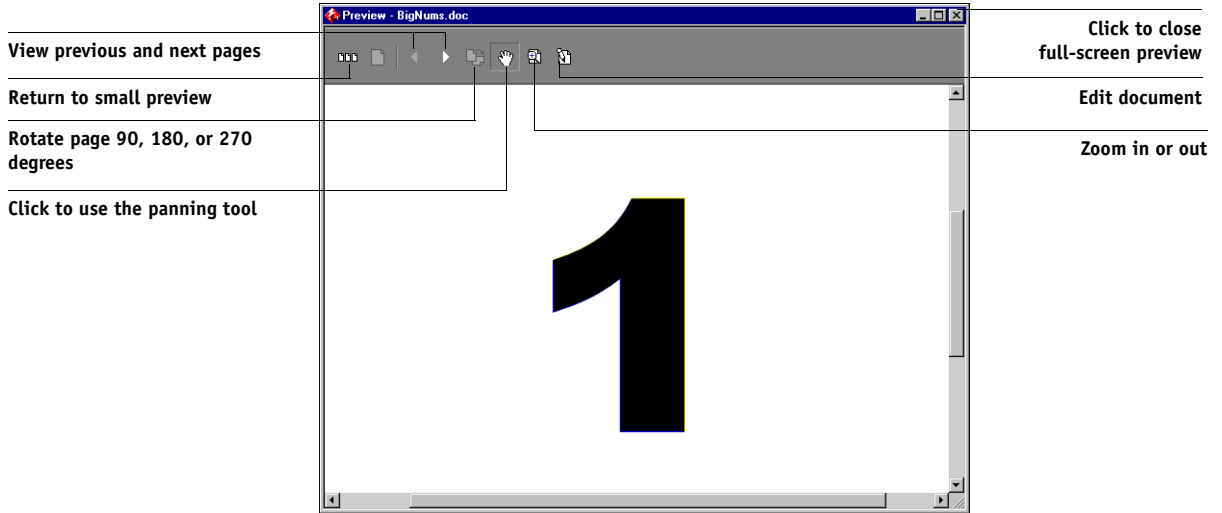 Preview - BigNums.doc
View previous and next pages
Return to small preview
Rotate page 90, 180, or 270
degrees
Click to use the panning tool
Click to close
full-screen preview
Edit document
Zoom in or out
1